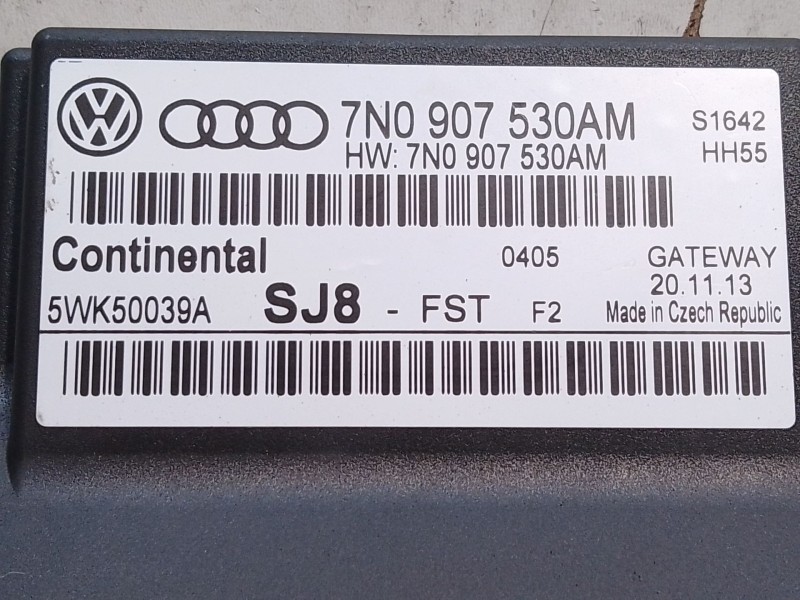 7N0 907 530AM S1642
HW: 7N0 907 530AM HH55
Continental 0405 GATEWAY
20.11.13
5WK50039A SJ8 - FST F2 Made in Czech Republic